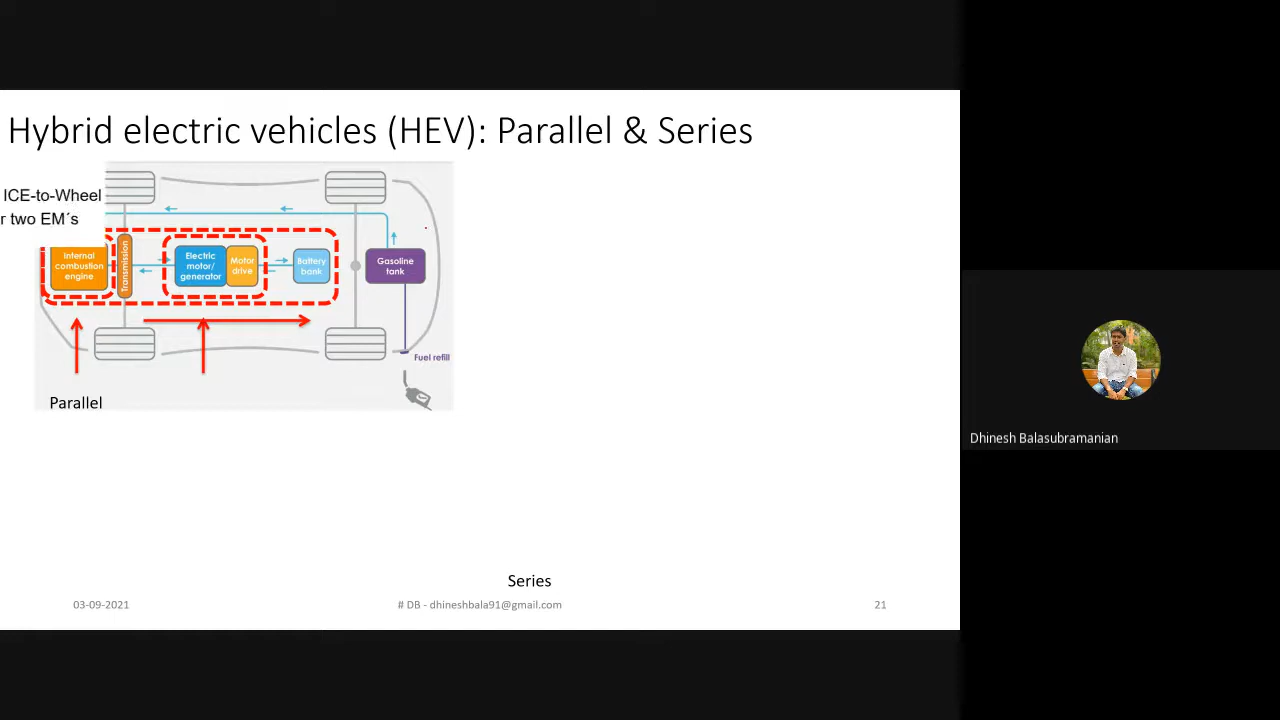 Hybrid electric vehicles (HEV): Parallel & Series
ICE-to-Wheel
r two EM´s
Internal
combustion
engine
Transmission
Electric
motor/
generator
Motor
drive
Battery
bank
Gasoline
tank
Fuel refill
Parallel
Series
03-09-2021
# DB - dhineshbala91@gmail.com
21
Dhinesh Balasubramanian